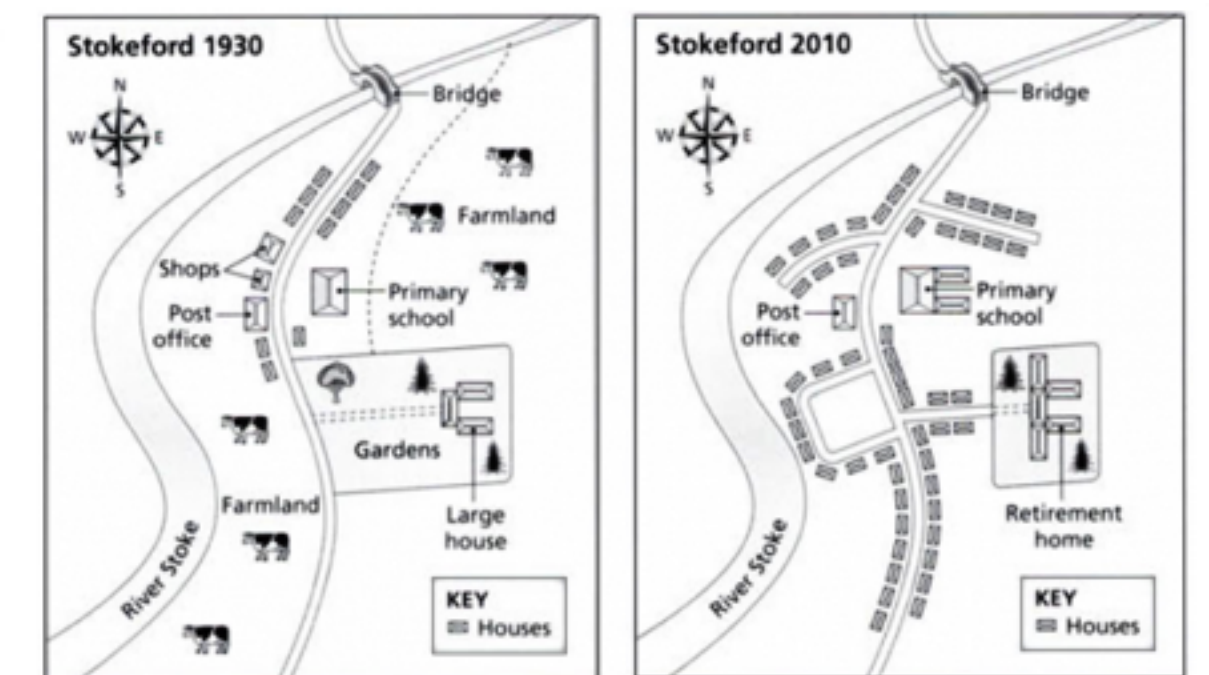 Stokeford 1930
N
W
E
S
Bridge
Farmland
Shops
Primary
school
Post
office
Gardens
Farmland
Large
house
River Stoke
KEY
Houses
Stokeford 2010
N
W
E
S
Bridge
Post
office
Primary
school
Retirement
home
River Stoke
KEY
Houses